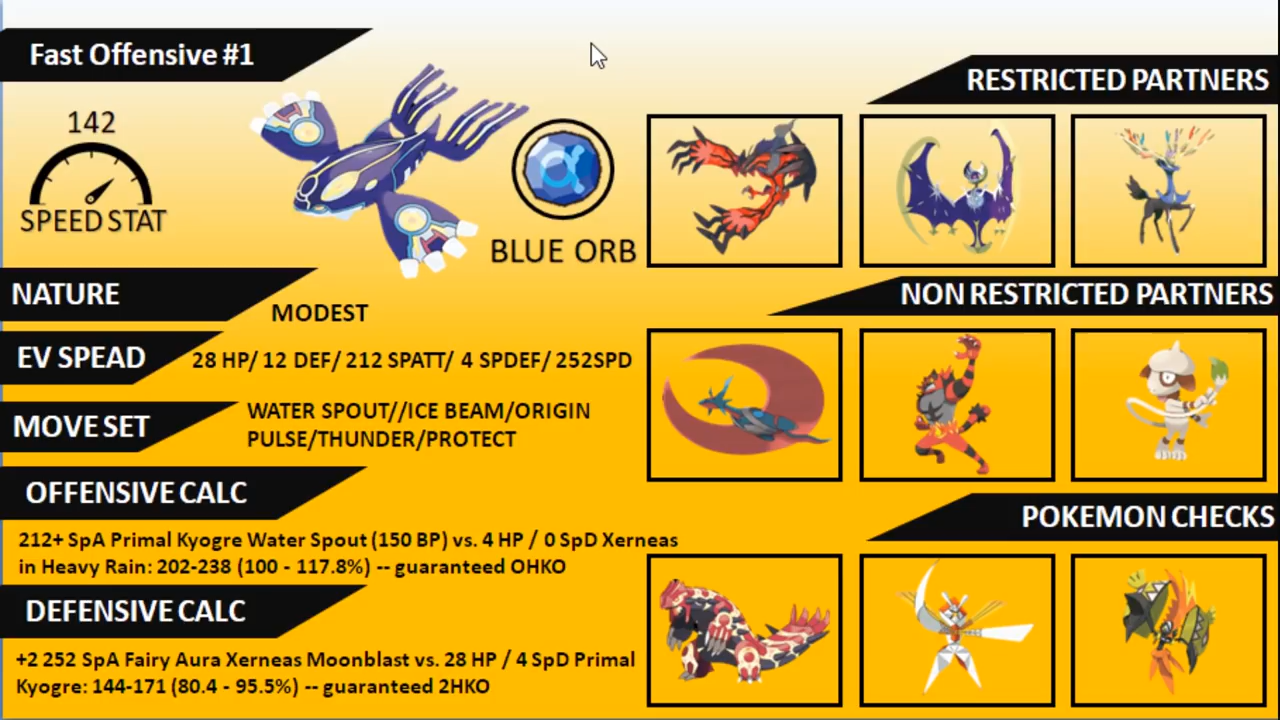 Fast Offensive #1
142
SPEED STAT
BLUE ORB
RESTRICTED PARTNERS
NATURE
MODEST
NON RESTRICTED PARTNERS
EV SPEAD
28 HP/ 12 DEF/ 212 SPATT/ 4 SPDEF/ 252SPD
MOVE SET
WATER SPOUT//ICE BEAM/ORIGIN
PULSE/THUNDER/PROTECT
OFFENSIVE CALC
POKEMON CHECKS
212+ SpA Primal Kyogre Water Spout (150 BP) vs. 4 HP / 0 SpD Xerneas
in Heavy Rain: 202-238 (100 - 117.8%) -- guaranteed OHKO
DEFENSIVE CALC
+2 252 SpA Fairy Aura Xerneas Moonblast vs. 28 HP / 4 SpD Primal
Kyogre: 144-171 (80.4 - 95.5%) -- guaranteed 2HKO